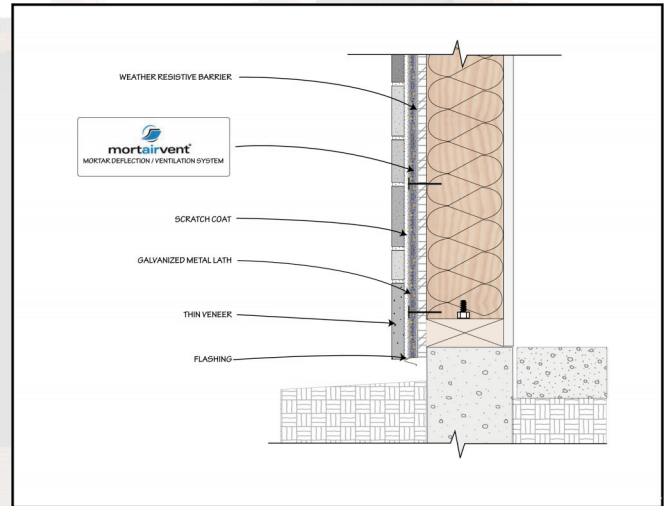 WEATHER RESISTIVE BARRIER
mortairvent®
MORTAR DEFLECTION / VENTILATION SYSTEM
SCRATCH COAT
GALVANIZED METAL LATH
THIN VENEER
FLASHING